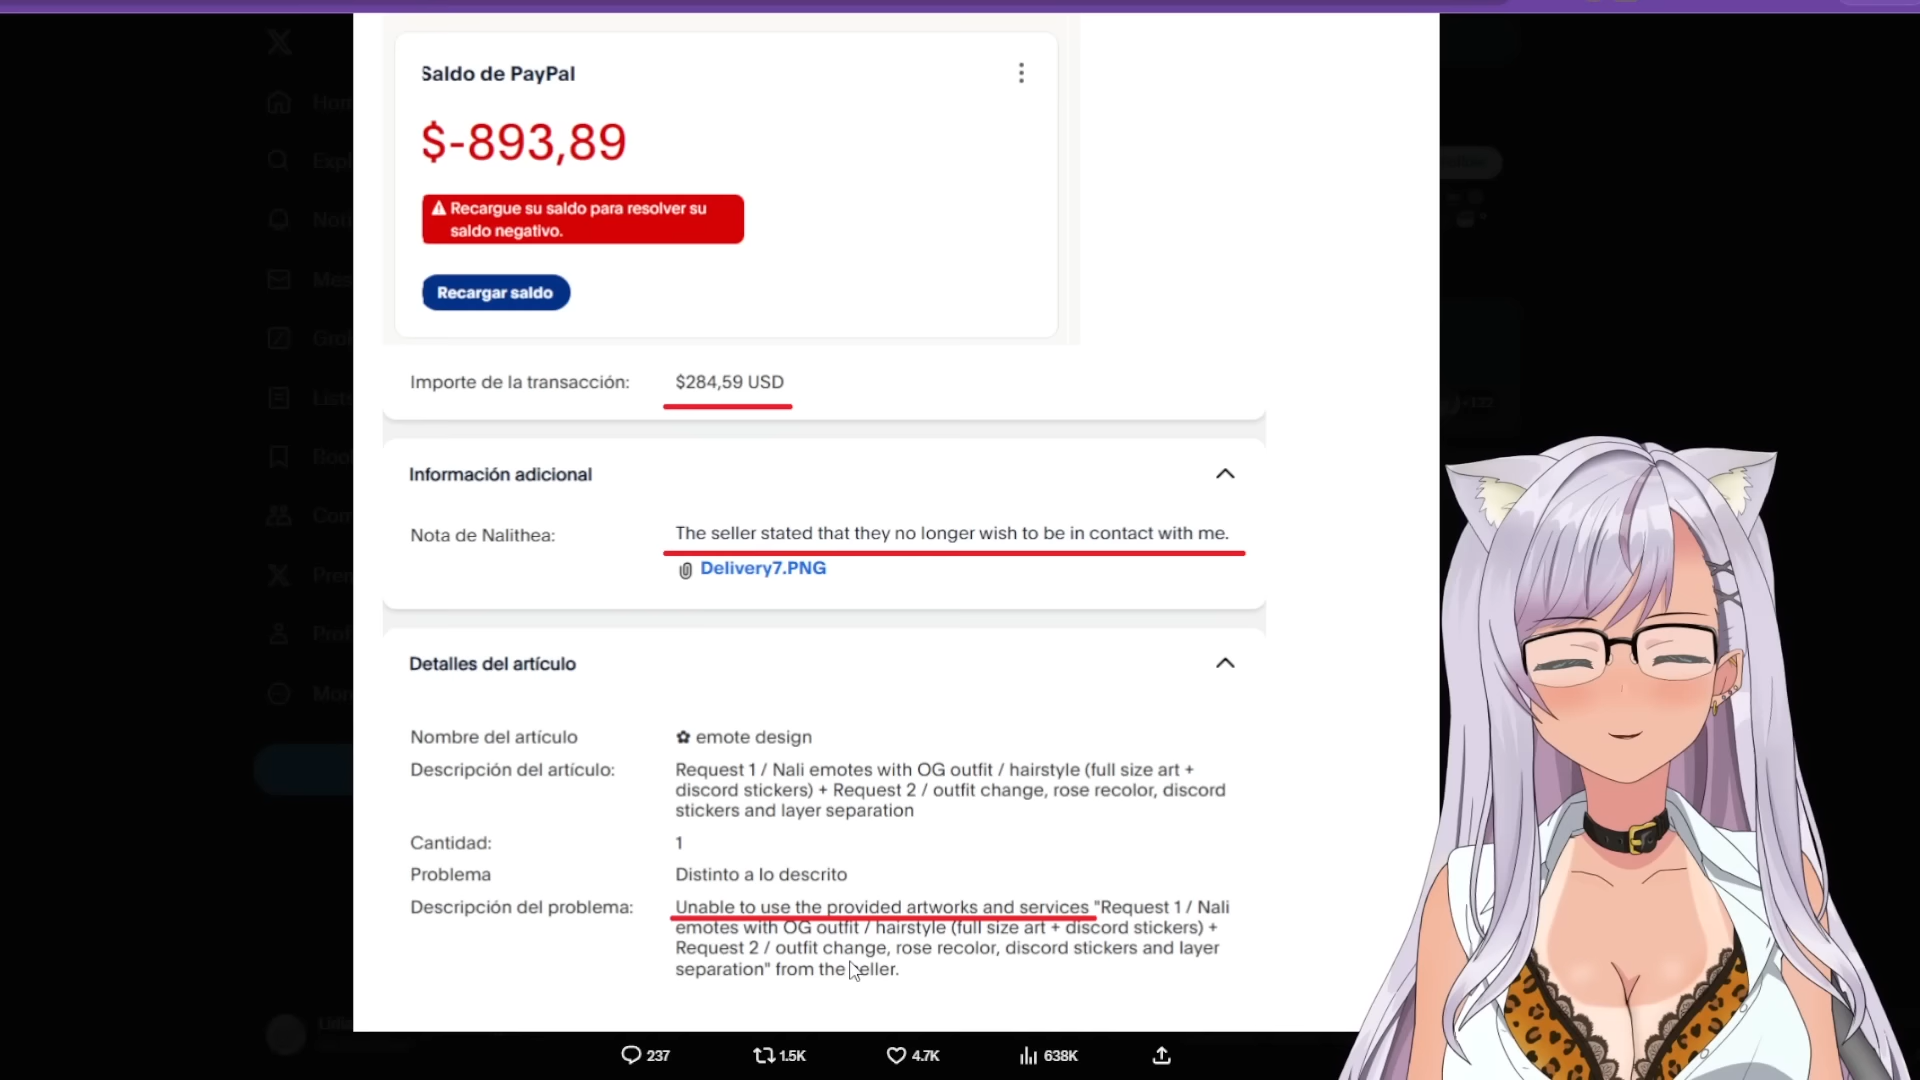 Saldo de PayPal
$-893,89
Recargue su saldo para resolver su
saldo negativo.
Recargar saldo
Importe de la transacción: $284,59 USD
Información adicional
Nota de Nalithea: The seller stated that they no longer wish to be in contact with me.
Delivery7.PNG
Detalles del artículo
Nombre del artículo ✿ emote design
Descripción del artículo: Request 1 / Nali emotes with OG outfit / hairstyle (full size art +
discord stickers) + Request 2 / outfit change, rose recolor, discord
stickers and layer separation
Cantidad: 1
Problema Distinto a lo descrito
Descripción del problema: Unable to use the provided artworks and services "Request 1 / Nali
emotes with OG outfit / hairstyle (full size art + discord stickers) +
Request 2 / outfit change, rose recolor, discord stickers and layer
separation" from the seller.
237 1.5K 4.7K 638K